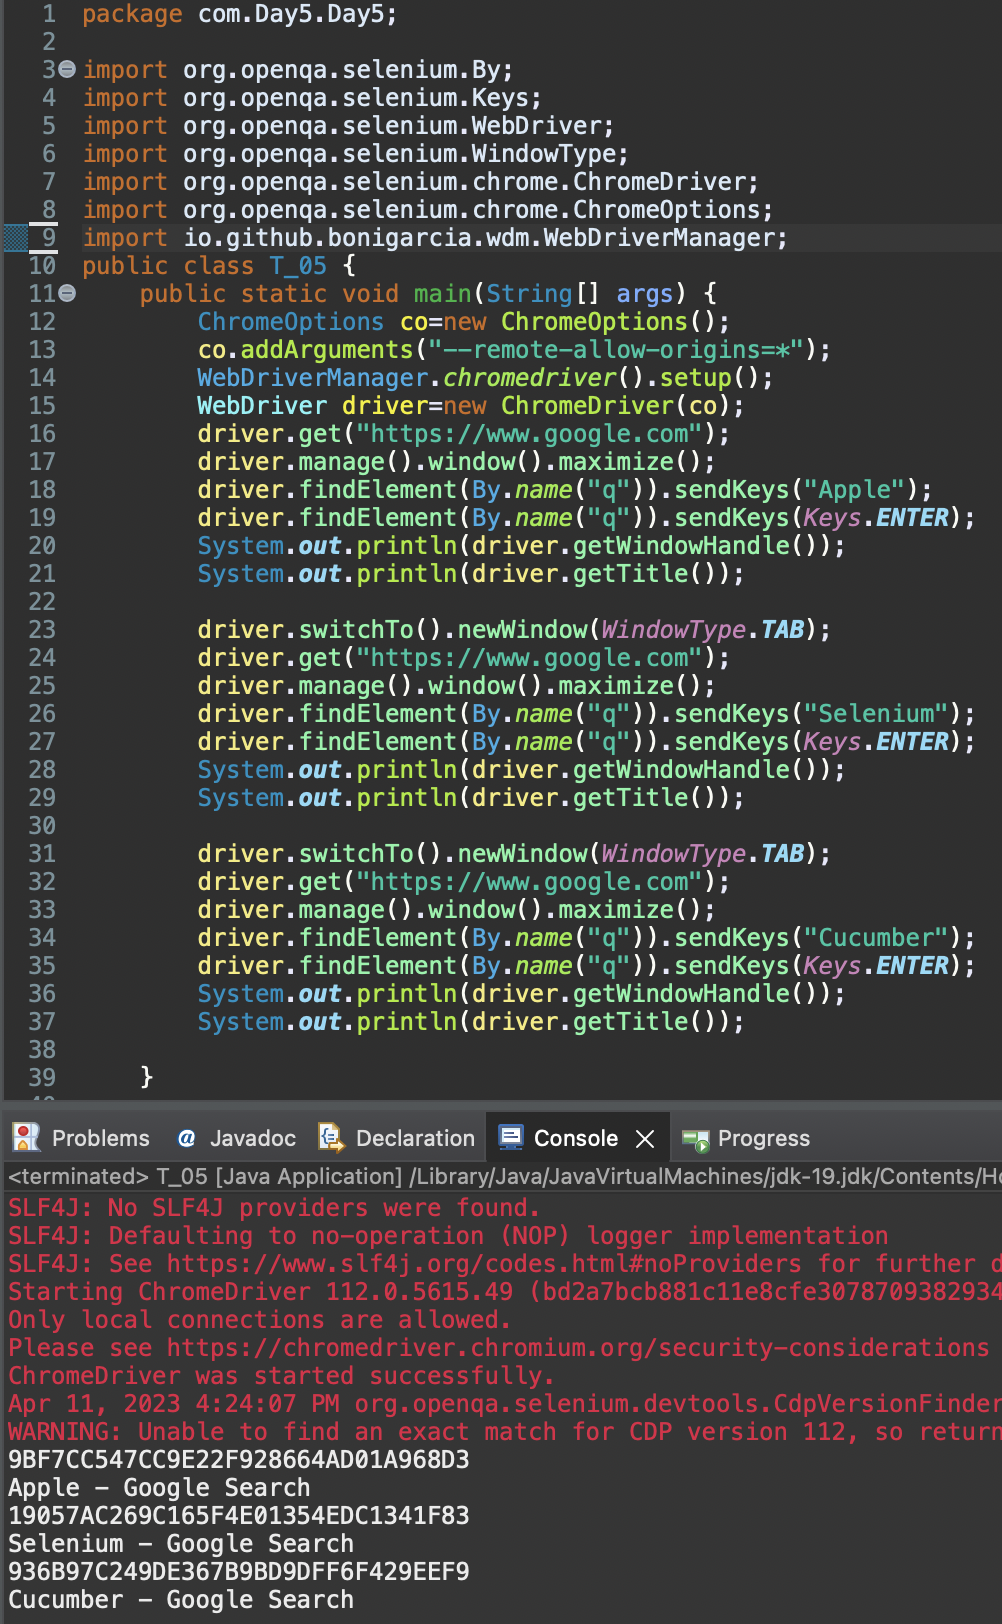 1 package com.Day5.Day5;
2
3 import org.openqa.selenium.By;
4 import org.openqa.selenium.Keys;
5 import org.openqa.selenium.WebDriver;
6 import org.openqa.selenium.WindowType;
7 import org.openqa.selenium.chrome.ChromeDriver;
8 import org.openqa.selenium.chrome.ChromeOptions;
9 import io.github.bonigarcia.wdm.WebDriverManager;
10 public class T_05 {
11     public static void main(String[] args) {
12         ChromeOptions co=new ChromeOptions();
13         co.addArguments("--remote-allow-origins=*");
14         WebDriverManager.chromedriver().setup();
15         WebDriver driver=new ChromeDriver(co);
16         driver.get("https://www.google.com");
17         driver.manage().window().maximize();
18         driver.findElement(By.name("q")).sendKeys("Apple");
19         driver.findElement(By.name("q")).sendKeys(Keys.ENTER);
20         System.out.println(driver.getWindowHandle());
21         System.out.println(driver.getTitle());
22
23         driver.switchTo().newWindow(WindowType.TAB);
24         driver.get("https://www.google.com");
25         driver.manage().window().maximize();
26         driver.findElement(By.name("q")).sendKeys("Selenium");
27         driver.findElement(By.name("q")).sendKeys(Keys.ENTER);
28         System.out.println(driver.getWindowHandle());
29         System.out.println(driver.getTitle());
30
31         driver.switchTo().newWindow(WindowType.TAB);
32         driver.get("https://www.google.com");
33         driver.manage().window().maximize();
34         driver.findElement(By.name("q")).sendKeys("Cucumber");
35         driver.findElement(By.name("q")).sendKeys(Keys.ENTER);
36         System.out.println(driver.getWindowHandle());
37         System.out.println(driver.getTitle());
38
39     }
Problems @ Javadoc Declaration Console Progress
<terminated> T_05 [Java Application] /Library/Java/JavaVirtualMachines/jdk-19.jdk/Contents/Ho
SLF4J: No SLF4J providers were found.
SLF4J: Defaulting to no-operation (NOP) logger implementation
SLF4J: See https://www.slf4j.org/codes.html#noProviders for further d
Starting ChromeDriver 112.0.5615.49 (bd2a7bcb881c11e8cfe3078709382934
Only local connections are allowed.
Please see https://chromedriver.chromium.org/security-considerations
ChromeDriver was started successfully.
Apr 11, 2023 4:24:07 PM org.openqa.selenium.devtools.CdpVersionFinder
WARNING: Unable to find an exact match for CDP version 112, so return
9BF7CC547CC9E22F928664AD01A968D3
Apple – Google Search
19057AC269C165F4E01354EDC1341F83
Selenium – Google Search
936B97C249DE367B9BD9DFF6F429EEF9
Cucumber – Google Search